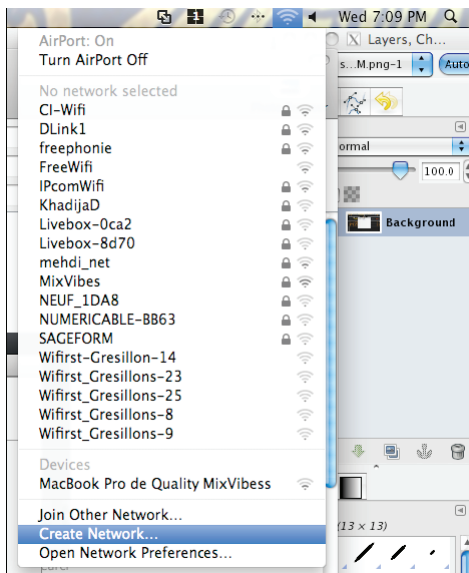 Wed 7:09 PM
AirPort: On
Turn AirPort Off
No network selected
CI-Wifi
DLink1
freephonie
FreeWifi
IPcomWifi
KhadijaD
Livebox-0ca2
Livebox-8d70
mehdi_net
MixVibes
NEUF_1DA8
NUMERICABLE-BB63
SAGEFORM
Wifirst-Gresillon-14
Wifirst_Gresillons-23
Wifirst_Gresillons-25
Wifirst_Gresillons-8
Wifirst_Gresillons-9
Devices
MacBook Pro de Quality MixVibess
Join Other Network...
Create Network...
Open Network Preferences...
Layers, Ch...
s...M.png-1
Auto
ormal
100.0
Background
(13 × 13)